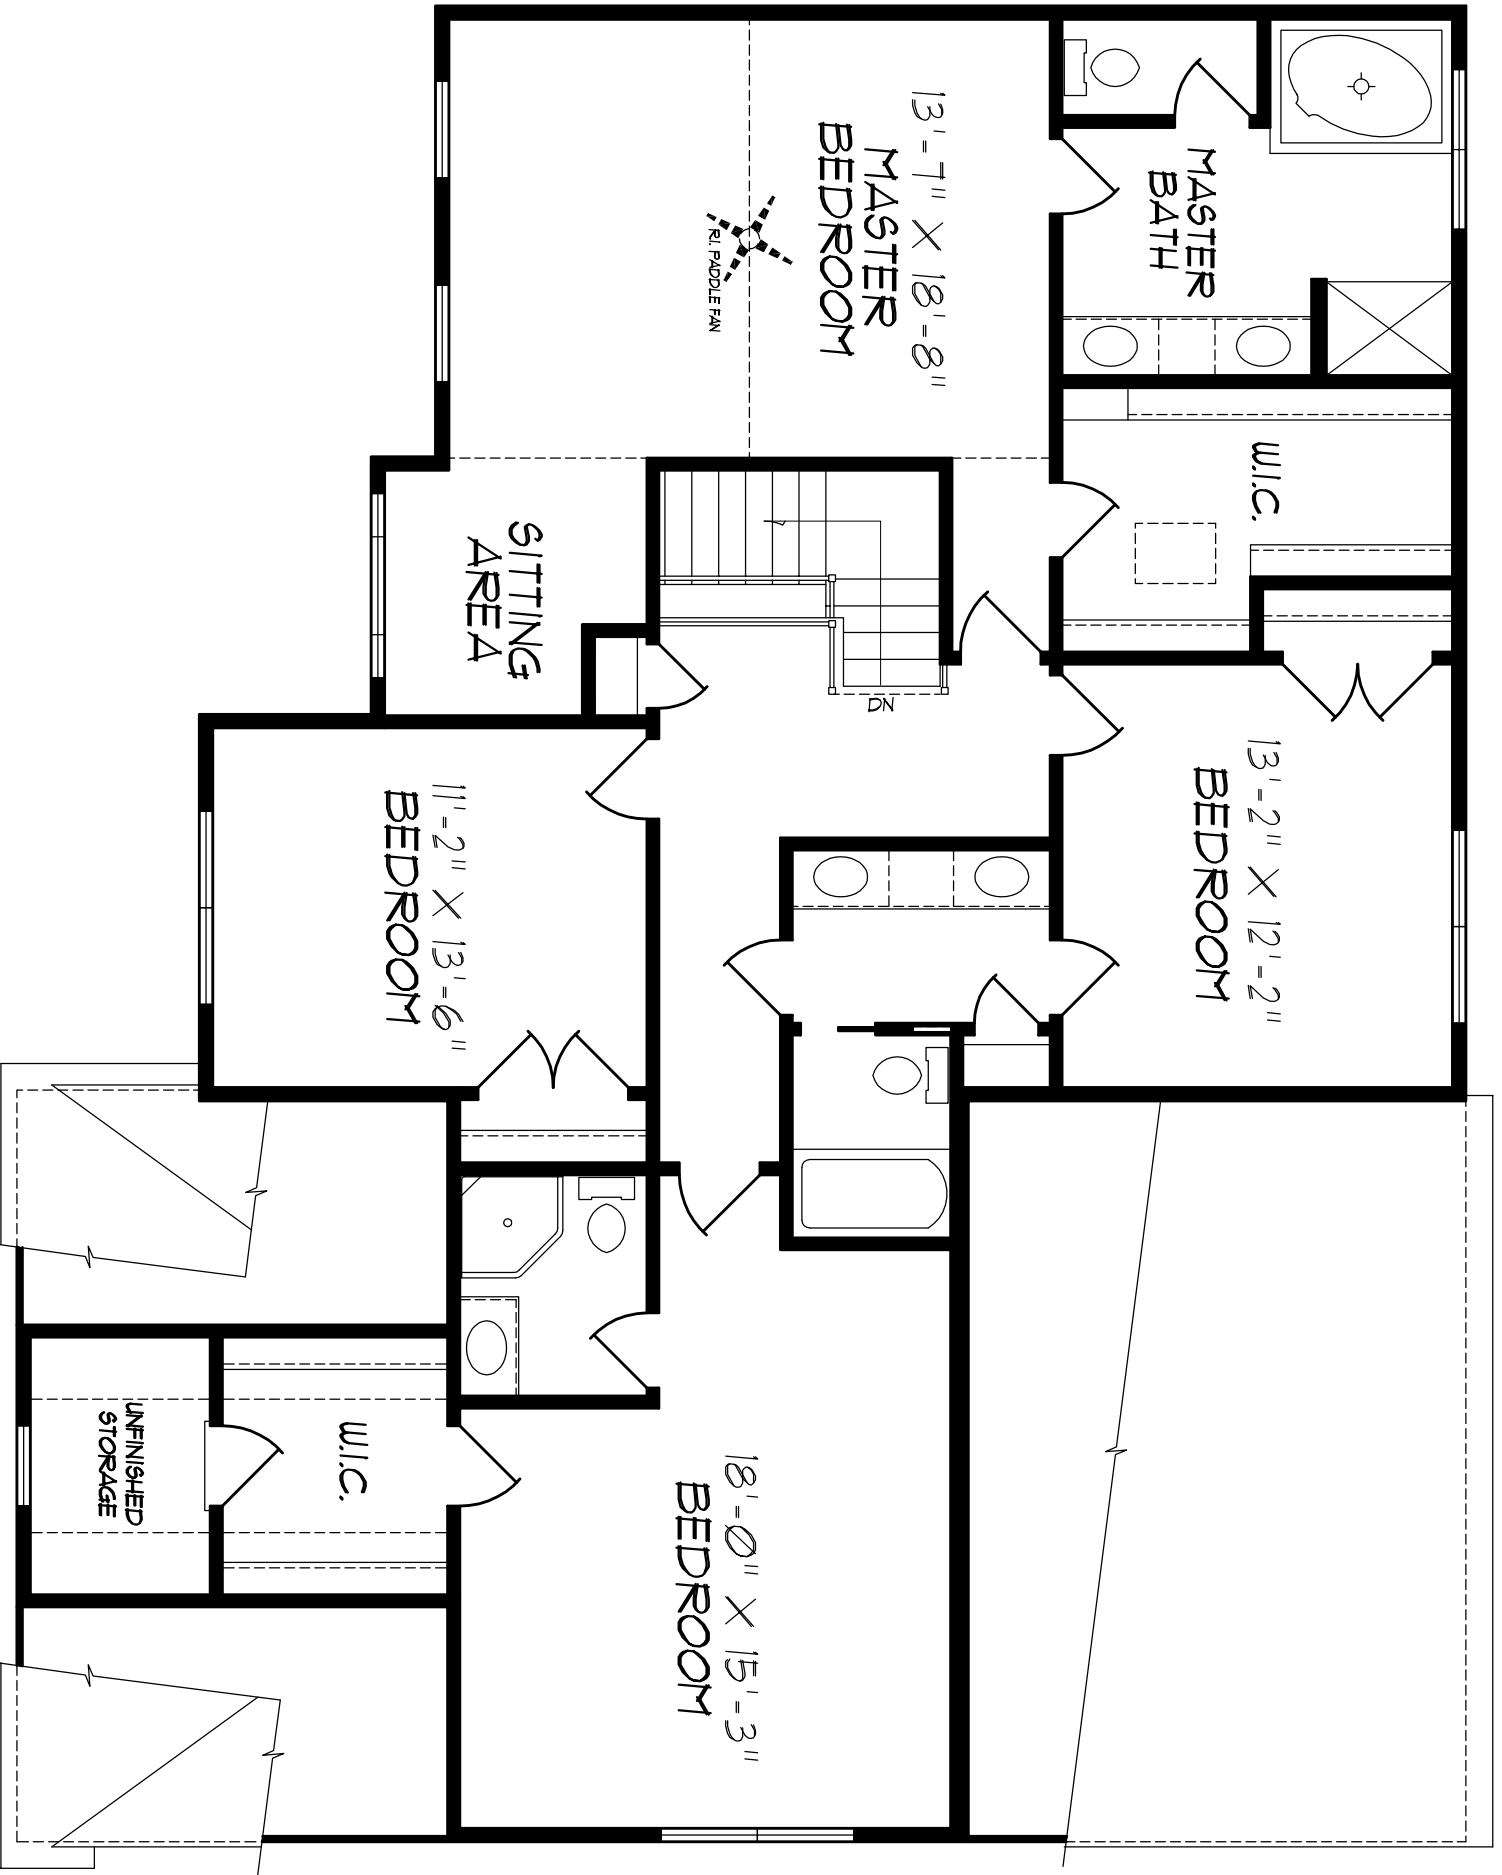 MASTER
BATH
13'-7" X 18'-8"
MASTER
BEDROOM
R.I. PADDLE FAN
W.I.C.
SITTING
AREA
DN
13'-2" X 12'-2"
BEDROOM
11'-2" X 13'-6"
BEDROOM
18'-0" X 15'-3"
BEDROOM
W.I.C.
UNFINISHED
STORAGE